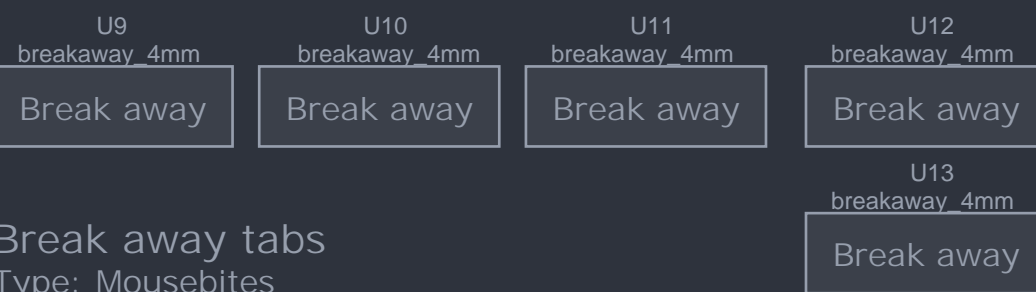 U9
breakaway_4mm
Break away
U10
breakaway_4mm
Break away
U11
breakaway_4mm
Break away
U12
breakaway_4mm
Break away
U13
breakaway_4mm
Break away
Break away tabs
Type: Mousebites